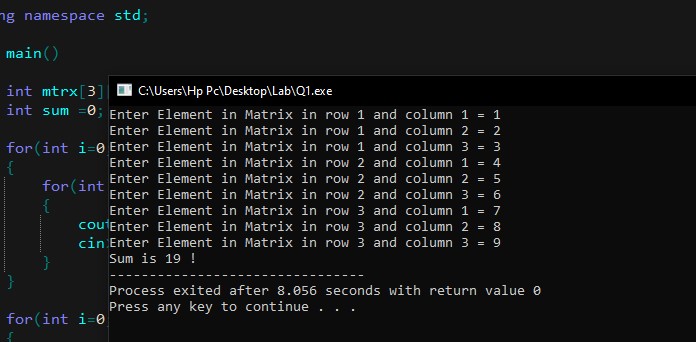 ng namespace std;
main()
int mtrx[3]
int sum =0;
for(int i=0
{
for(int
{
cout
cin
}
}
for(int i=0
{
C:\Users\Hp Pc\Desktop\Lab\Q1.exe
Enter Element in Matrix in row 1 and column 1 = 1
Enter Element in Matrix in row 1 and column 2 = 2
Enter Element in Matrix in row 1 and column 3 = 3
Enter Element in Matrix in row 2 and column 1 = 4
Enter Element in Matrix in row 2 and column 2 = 5
Enter Element in Matrix in row 2 and column 3 = 6
Enter Element in Matrix in row 3 and column 1 = 7
Enter Element in Matrix in row 3 and column 2 = 8
Enter Element in Matrix in row 3 and column 3 = 9
Sum is 19 !
--------------------------------
Process exited after 8.056 seconds with return value 0
Press any key to continue . . .